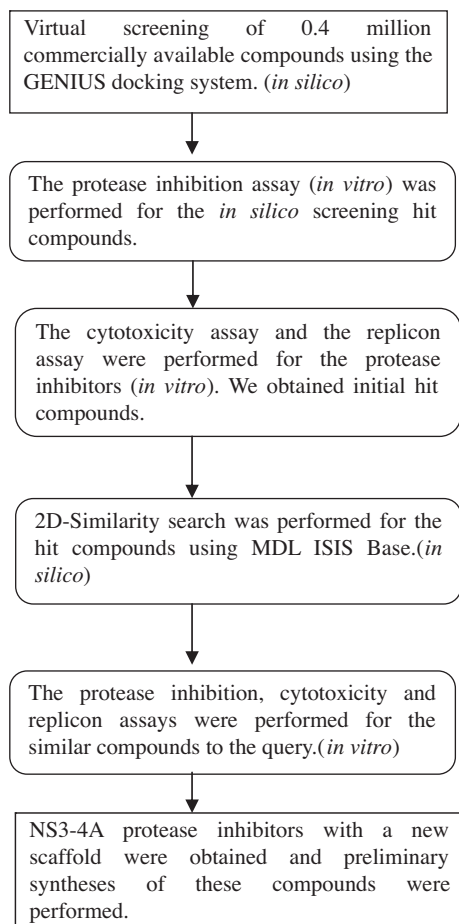 Virtual screening of 0.4 million
commercially available compounds using the
GENIUS docking system. (in silico)
The protease inhibition assay (in vitro) was
performed for the in silico screening hit
compounds.
The cytotoxicity assay and the replicon
assay were performed for the protease
inhibitors (in vitro). We obtained initial hit
compounds.
2D-Similarity search was performed for the
hit compounds using MDL ISIS Base.(in
silico)
The protease inhibition, cytotoxicity and
replicon assays were performed for the
similar compounds to the query.(in vitro)
NS3-4A protease inhibitors with a new
scaffold were obtained and preliminary
syntheses of these compounds were
performed.